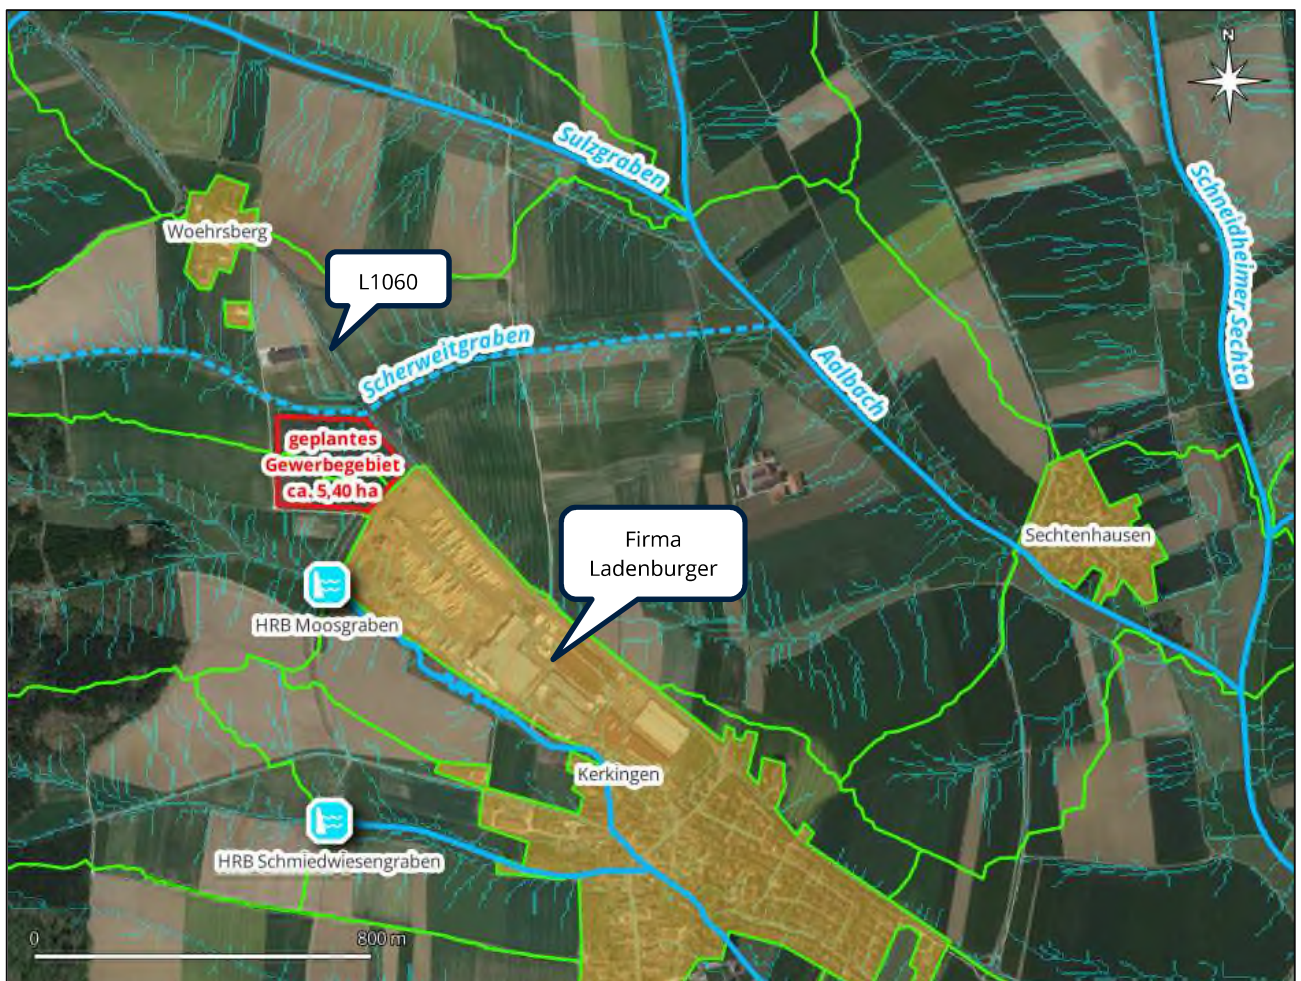 N
Sulzgraben
Schneidheimer Sechta
Woehrsberg
L1060
Scherweitgraben
Aalbach
geplantes
Gewerbegebiet
ca. 5,40 ha
Firma
Ladenburger
Sechtenhausen
HRB Moosgraben
Kerkingen
HRB Schmiedwiesengraben
0
800 m